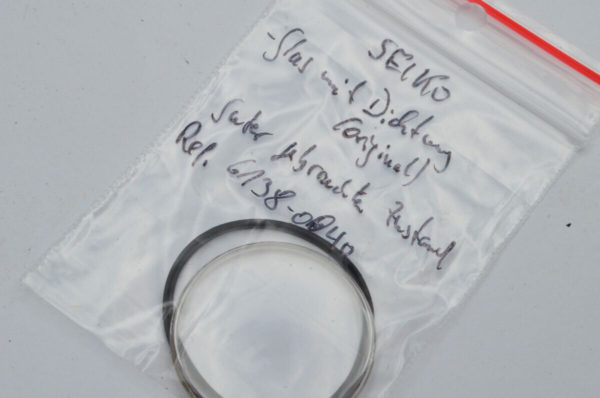 SEIKO
-Glas mit Dichtung
(original)
Guter gebrauchter Zustand
Ref. 6138-0040